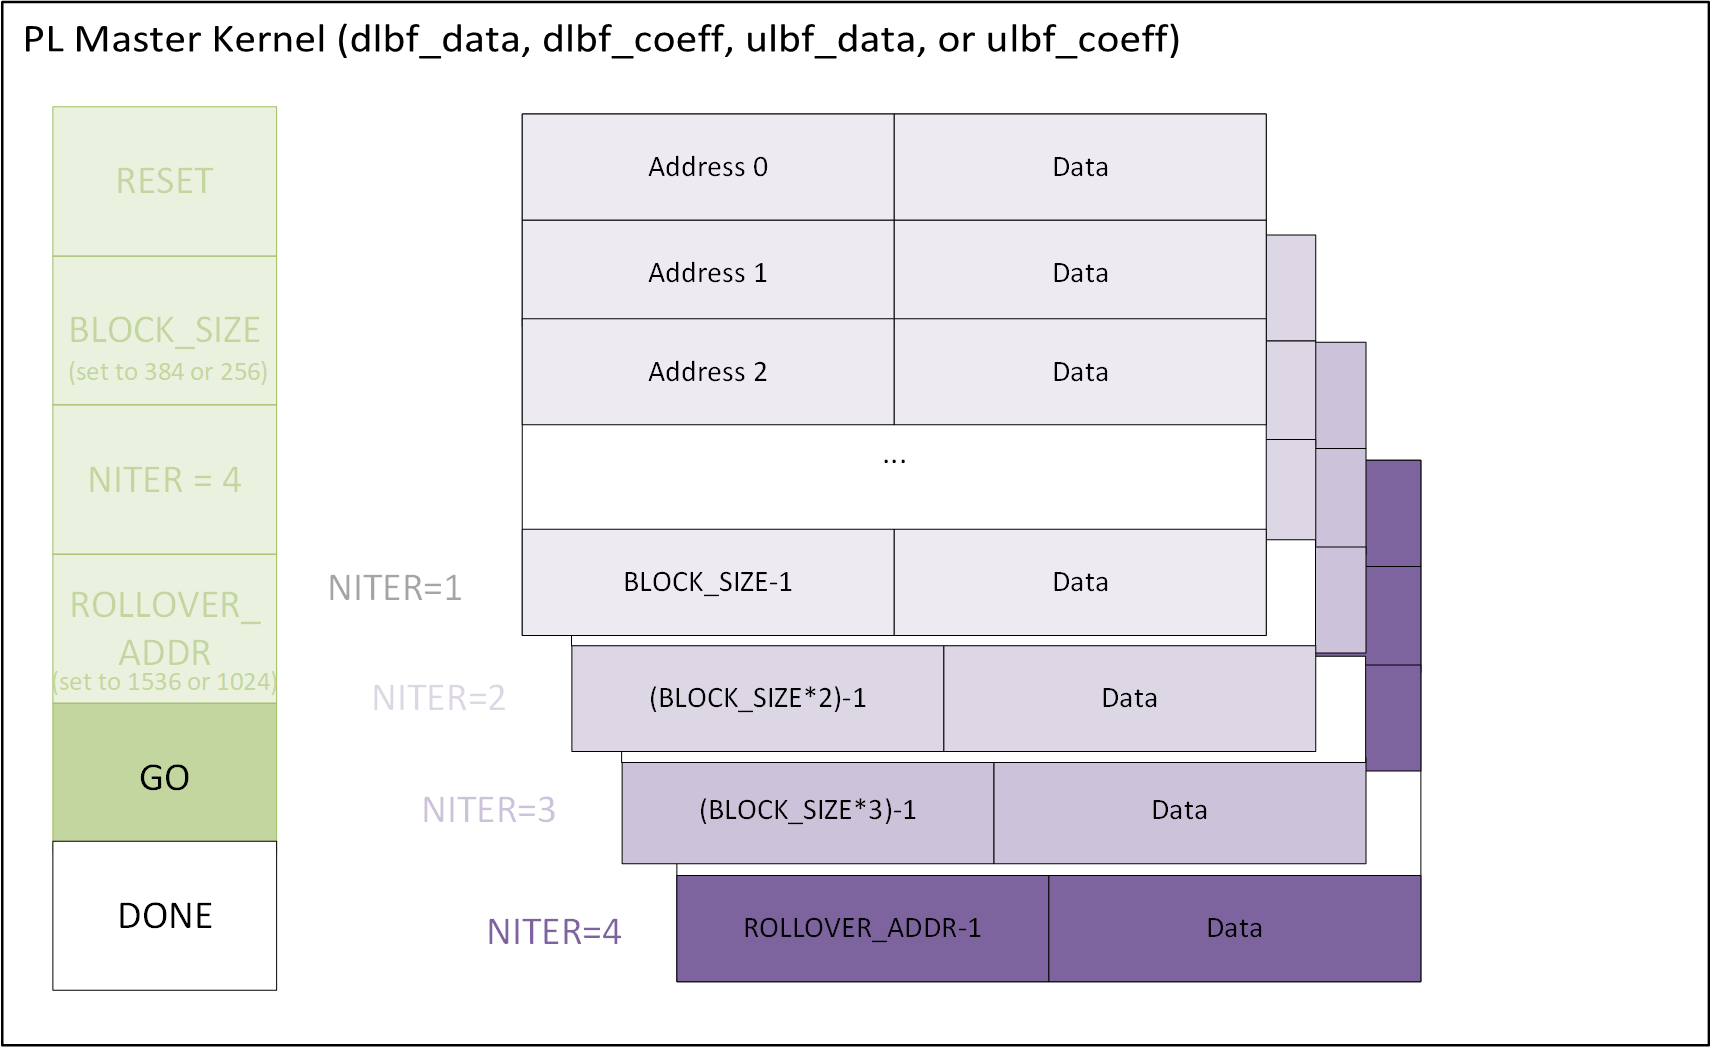 PL Master Kernel (dlbf_data, dlbf_coeff, ulbf_data, or ulbf_coeff)
RESET
BLOCK_SIZE
(set to 384 or 256)
NITER = 4
ROLLOVER_
ADDR
(set to 1536 or 1024)
GO
DONE
Address 0 Data
Address 1 Data
Address 2 Data
...
NITER=1 BLOCK_SIZE-1 Data
NITER=2 (BLOCK_SIZE*2)-1 Data
NITER=3 (BLOCK_SIZE*3)-1 Data
NITER=4 ROLLOVER_ADDR-1 Data